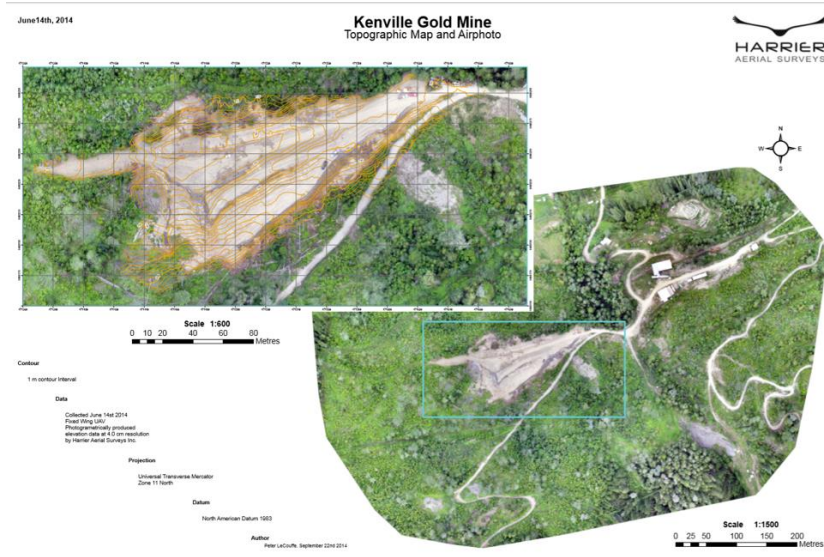 June14th, 2014
Kenville Gold Mine
Topographic Map and Airphoto
HARRIER
AERIAL SURVEYS
N
W
E
S
Scale 1:600
0 10 20 40 60 80
Metres
Contour
1 m contour Interval
Data
Collected June 14st 2014
Fixed Wing UAV
Photogrametrically produced
elevation data at 4.0 cm resolution
by Harrier Aerial Surveys Inc.
Projection
Universal Transverse Mercator
Zone 11 North
Datum
North American Datum 1983
Author
Peter LeCouffe, September 22nd 2014
Scale 1:1500
0 25 50 100 150 200
Metres